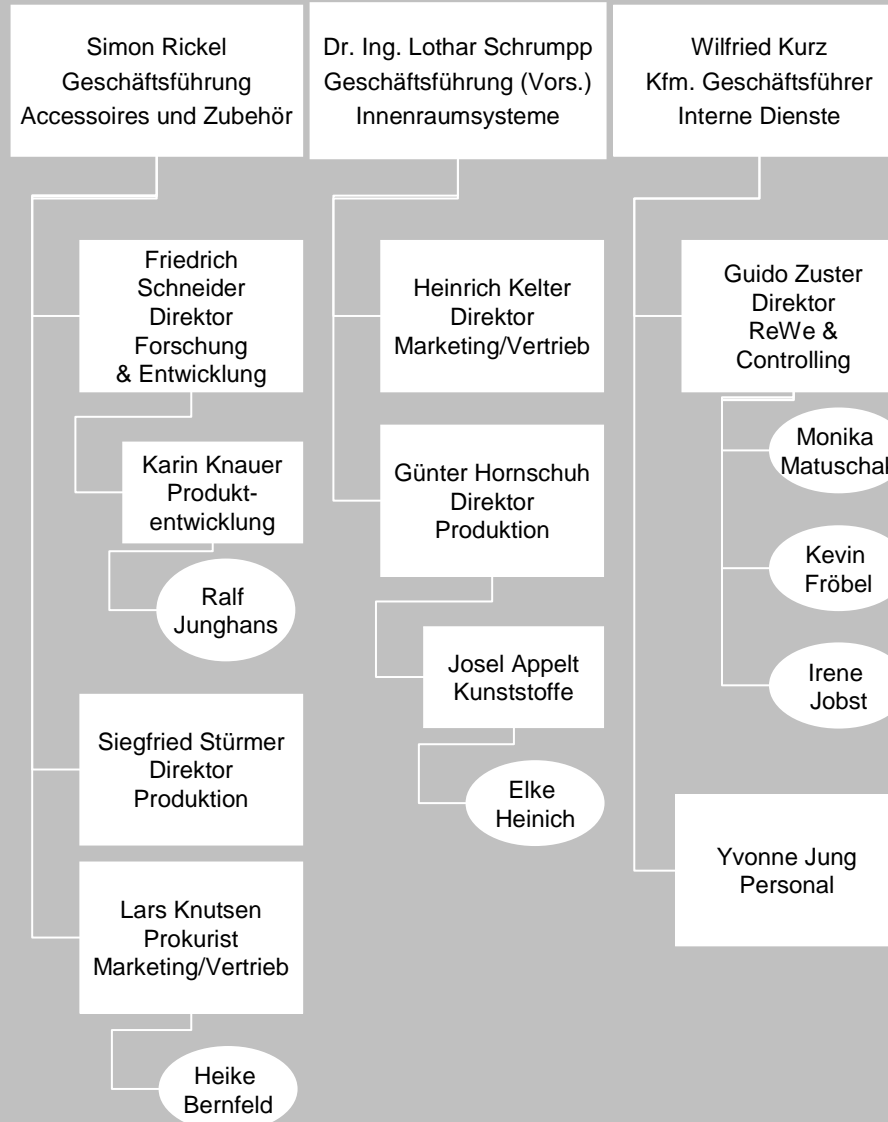 Simon Rickel
Geschäftsführung
Accessoires und Zubehör
Friedrich
Schneider
Direktor
Forschung
& Entwicklung
Karin Knauer
Produkt-
entwicklung
Ralf
Junghans
Siegfried Stürmer
Direktor
Produktion
Lars Knutsen
Prokurist
Marketing/Vertrieb
Heike
Bernfeld
Dr. Ing. Lothar Schrumpp
Geschäftsführung (Vors.)
Innenraumsysteme
Heinrich Kelter
Direktor
Marketing/Vertrieb
Günter Hornschuh
Direktor
Produktion
Josel Appelt
Kunststoffe
Elke
Heinich
Wilfried Kurz
Kfm. Geschäftsführer
Interne Dienste
Guido Zuster
Direktor
ReWe &
Controlling
Monika
Kevin
Fröbel
Irene
Jobst
Yvonne Jung
Personal